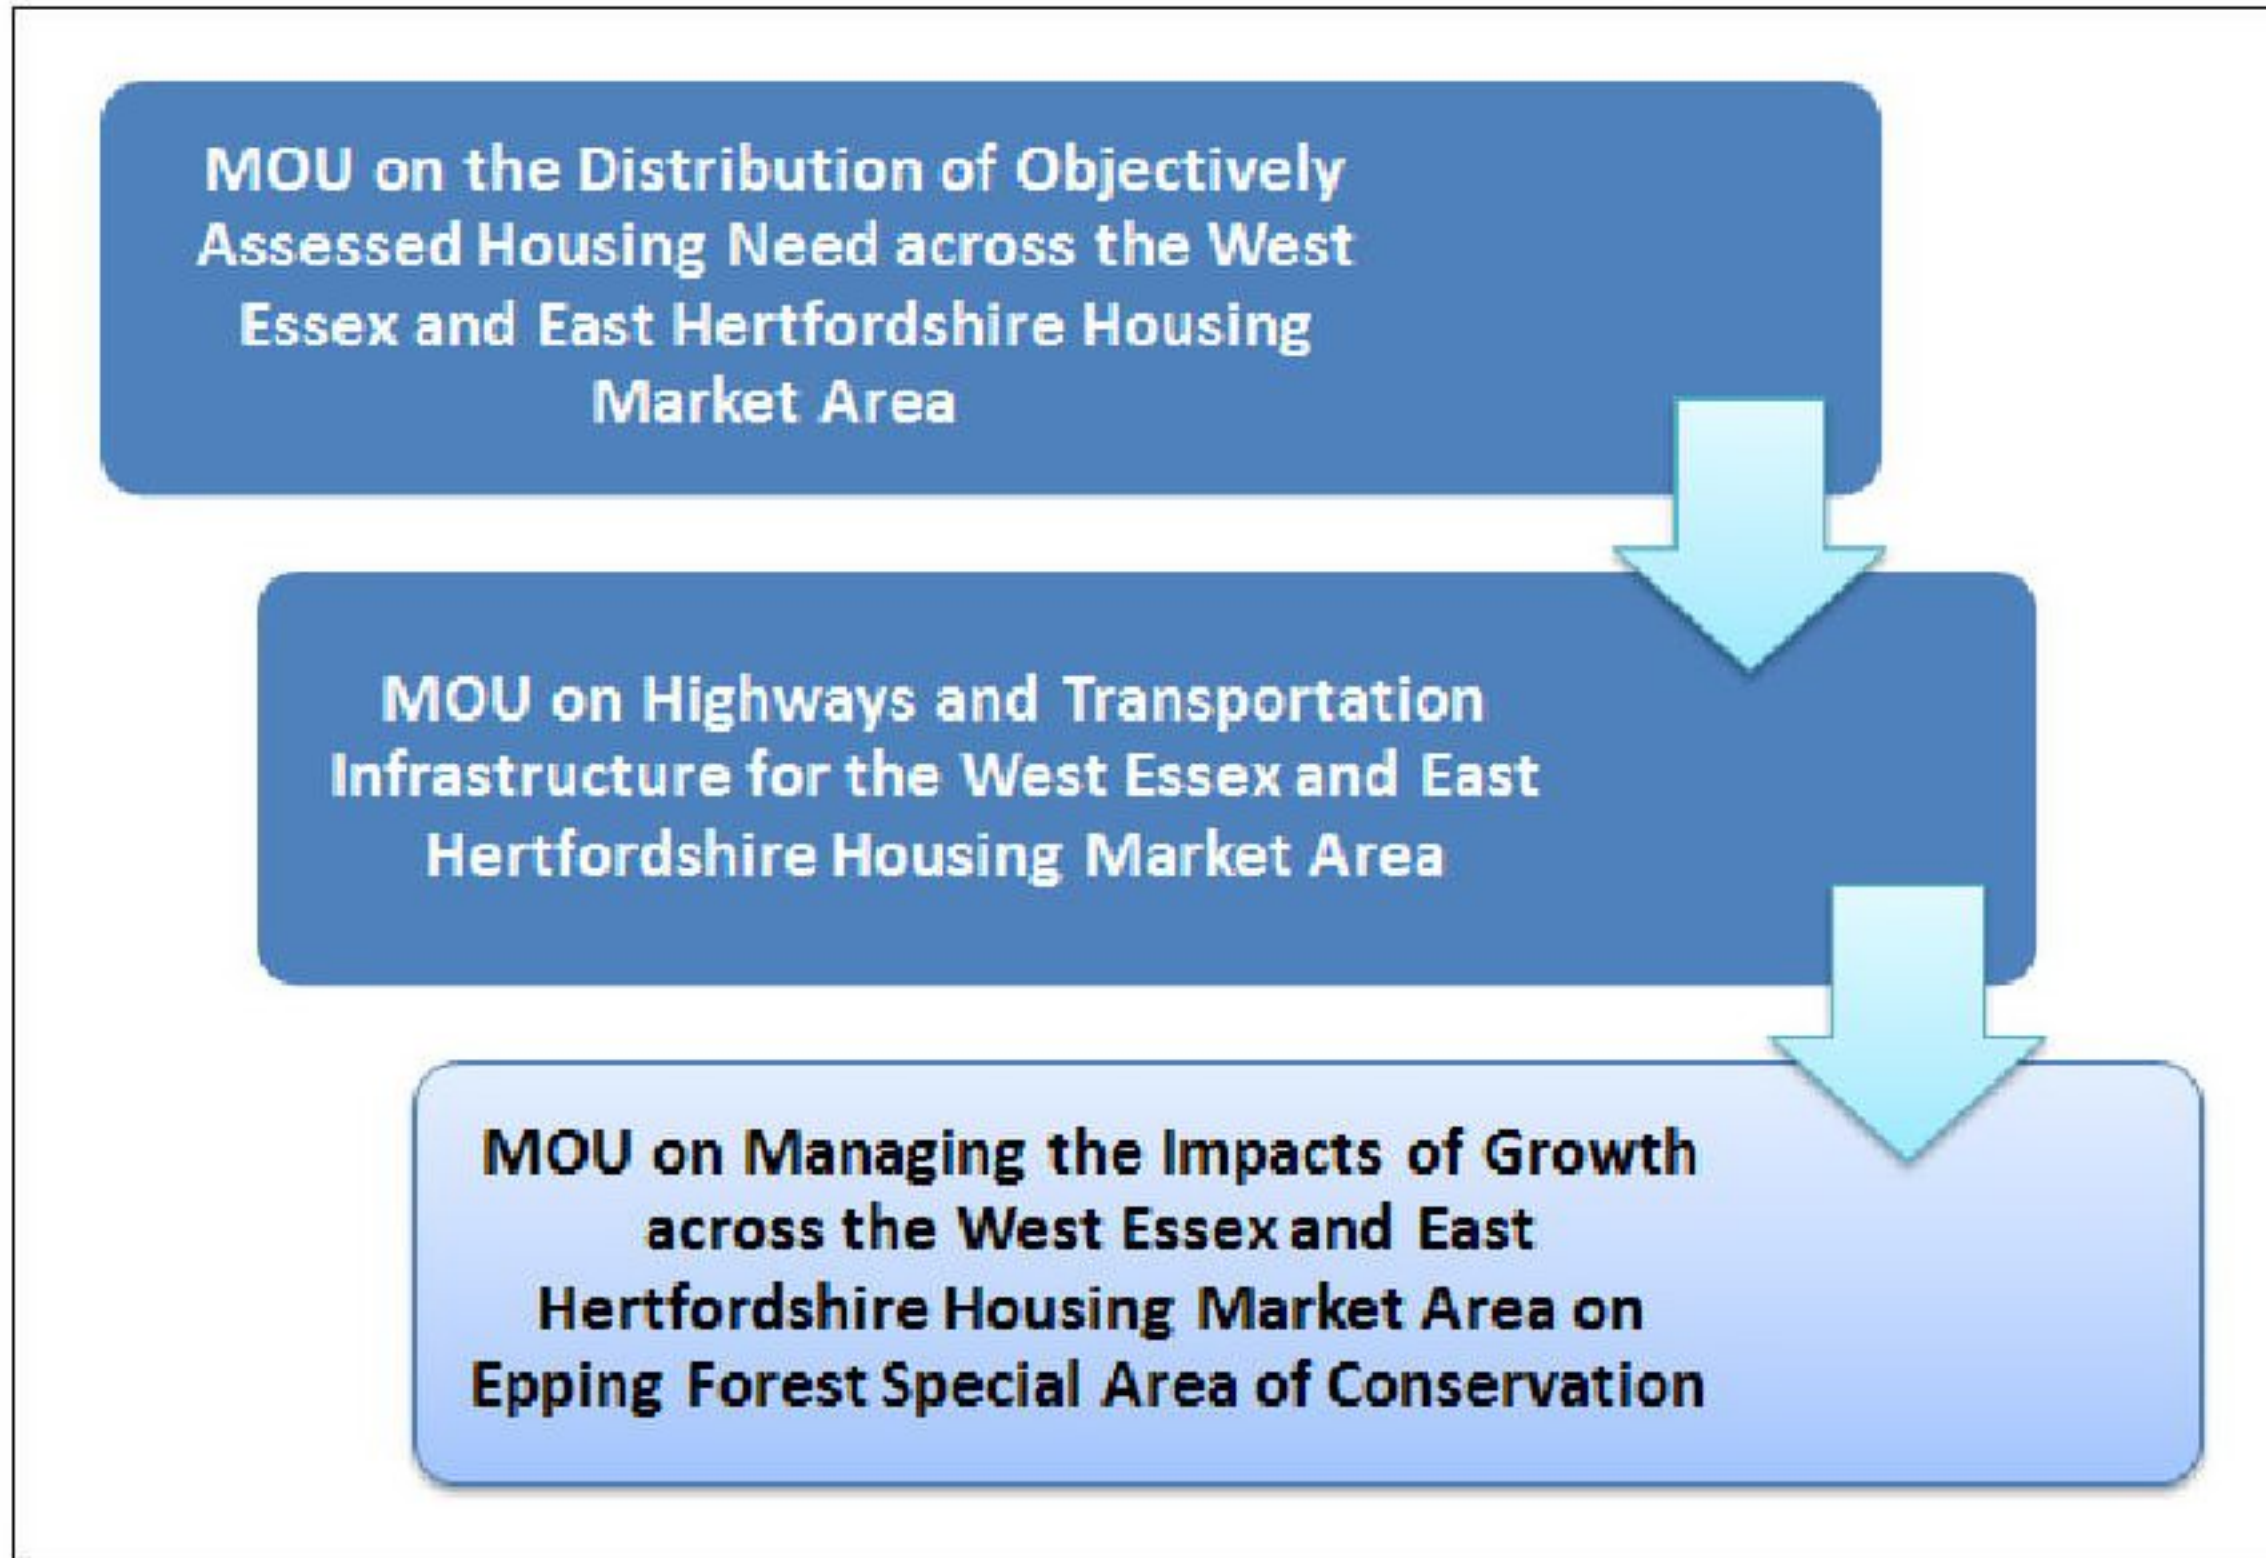 MOU on the Distribution of Objectively
Assessed Housing Need across the West
Essex and East Hertfordshire Housing
Market Area
MOU on Highways and Transportation
Infrastructure for the West Essex and East
Hertfordshire Housing Market Area
MOU on Managing the Impacts of Growth
across the West Essex and East
Hertfordshire Housing Market Area on
Epping Forest Special Area of Conservation